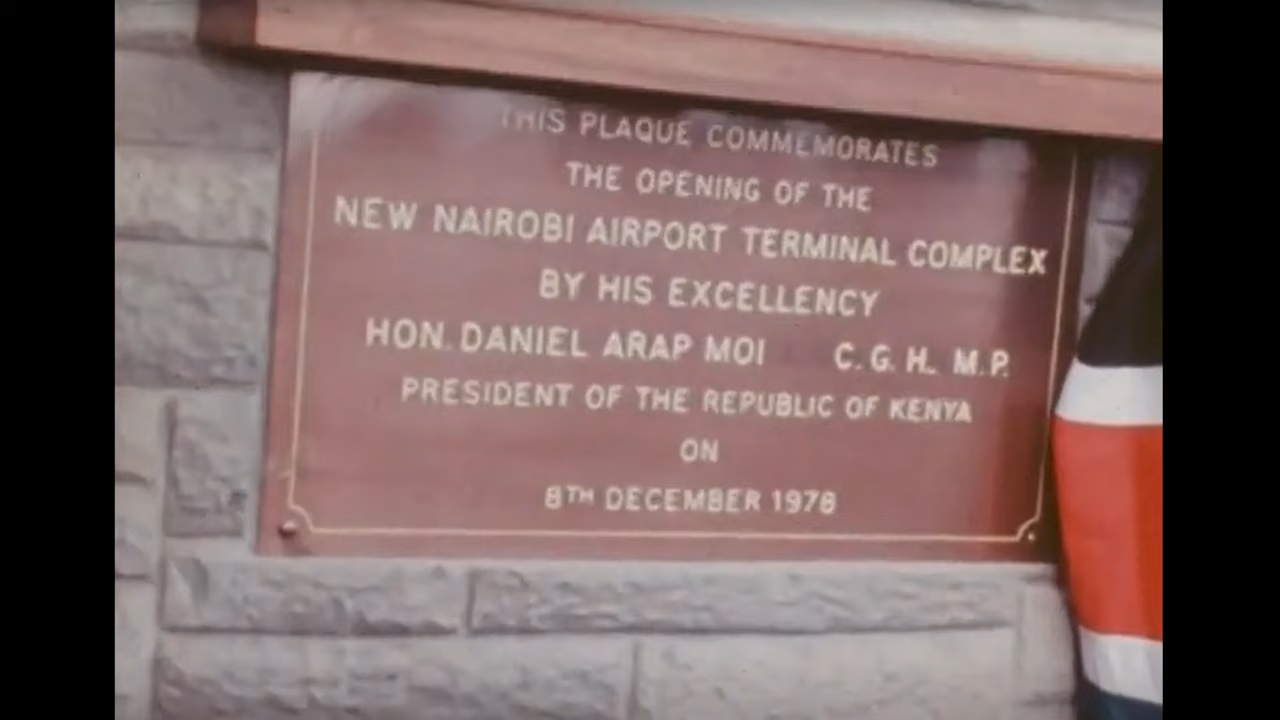 THIS PLAQUE COMMEMORATES
THE OPENING OF THE
NEW NAIROBI AIRPORT TERMINAL COMPLEX
BY HIS EXCELLENCY
HON. DANIEL ARAP MOI C.G.H. M.P.
PRESIDENT OF THE REPUBLIC OF KENYA
ON
8TH DECEMBER 1978